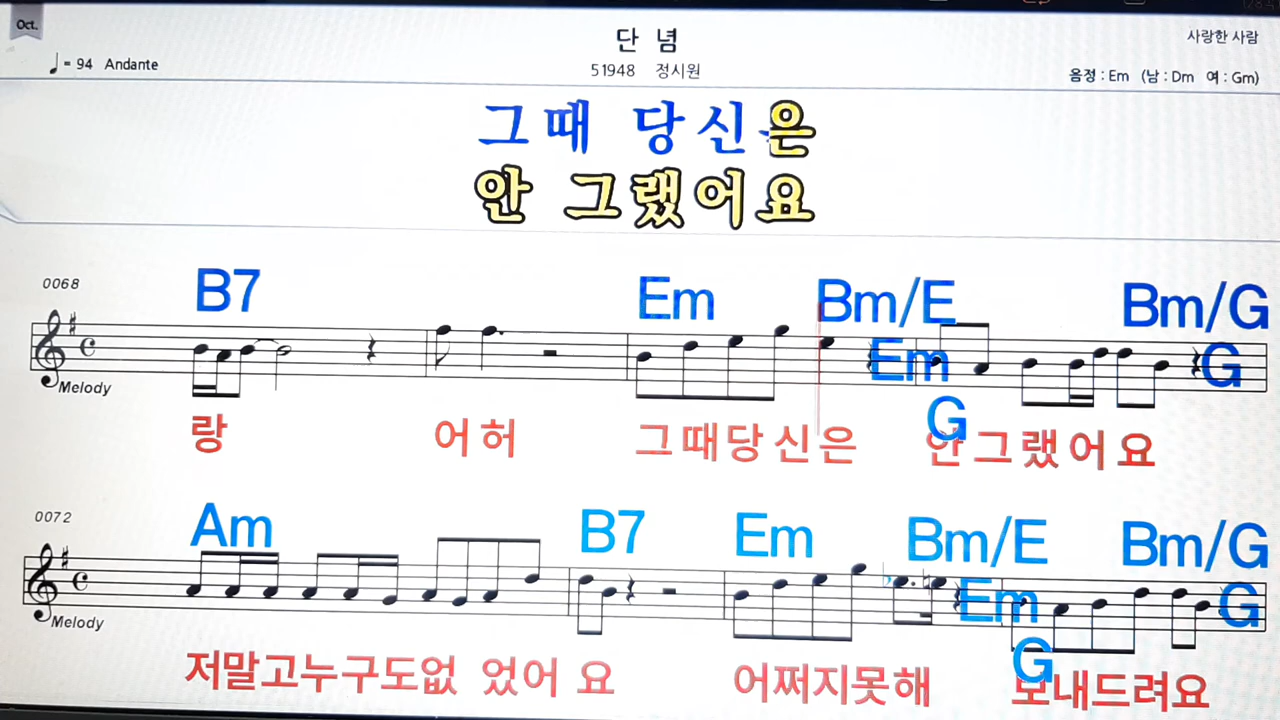 Oct.
단 념
사랑한 사람
♩= 94 Andante
51948 정시원
음정 : Em (남 : Dm 여 : Gm)
그때 당신은
안 그랬어요
0068
B7 Em Bm/E Bm/G
Em G
G
Melody
랑 어허 그때당신은 안그랬어요
0072
Am B7 Em Bm/E Bm/G
Em G
G
Melody
저말고누구도없 었어 요 어쩌지못해 보내드려요